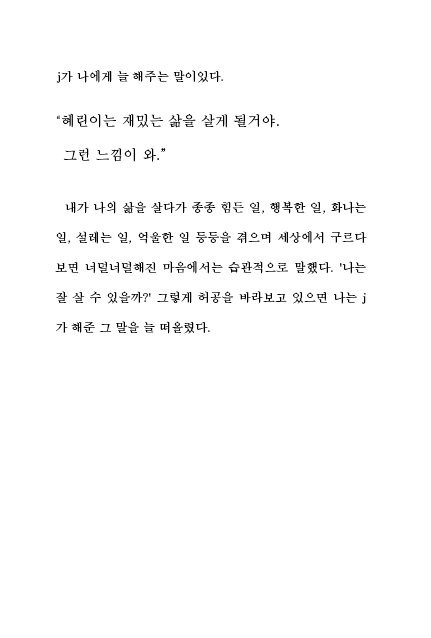 j가 나에게 늘 해주는 말이있다.
“혜린이는 재밌는 삶을 살게 될거야.
그런 느낌이 와.”
내가 나의 삶을 살다가 종종 힘든 일, 행복한 일, 화나는
일, 설레는 일, 억울한 일 등등을 겪으며 세상에서 구르다
보면 너덜너덜해진 마음에서는 습관적으로 말했다. '나는
잘 살 수 있을까?' 그렇게 허공을 바라보고 있으면 나는 j
가 해준 그 말을 늘 떠올렸다.